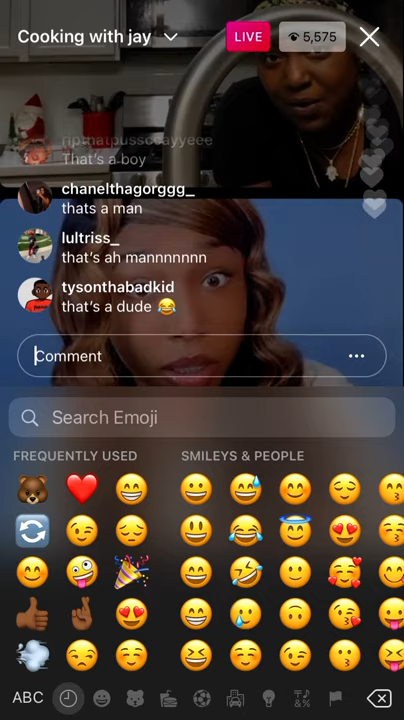 Cooking with jay
LIVE
5,575
That's a boy
chanelthagorggg_
thats a man
lultriss_
that's ah mannnnnnn
tysonthabadkid
that's a dude 😂
Comment
Search Emoji
FREQUENTLY USED SMILEYS & PEOPLE
ABC